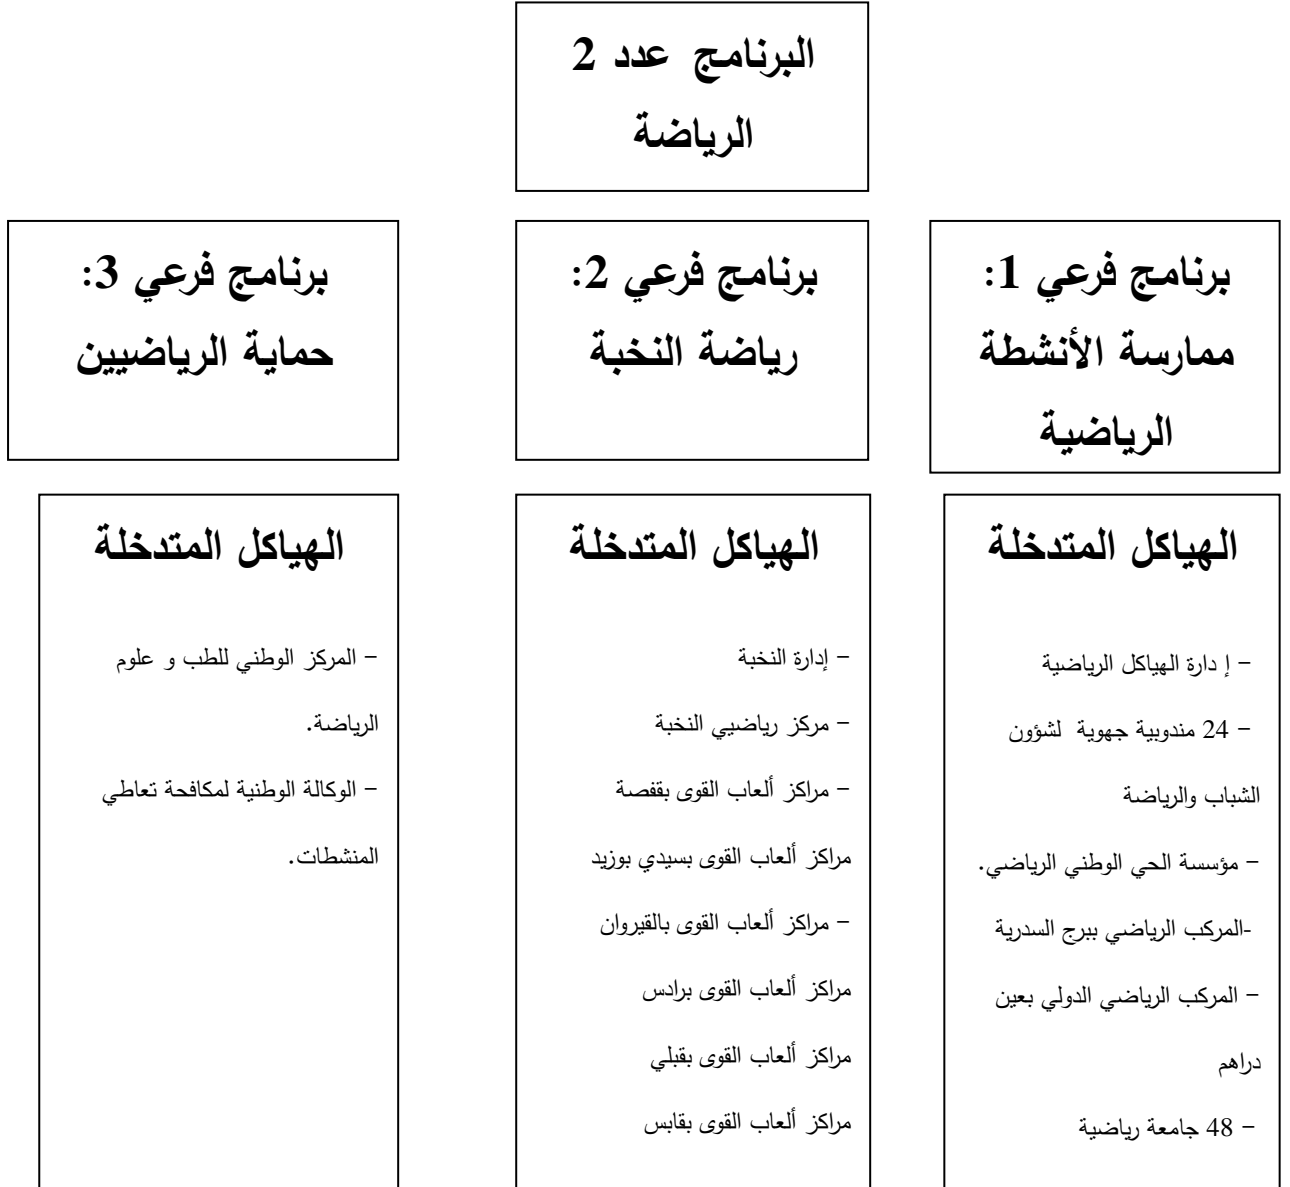 البرنامج عدد 2
الرياضة
برنامج فرعي 1:
ممارسة الأنشطة
الرياضية
برنامج فرعي 2:
رياضة النخبة
برنامج فرعي 3:
حماية الرياضيين
الهياكل المتدخلة
– إ دارة الهياكل الرياضية
– 24 مندوبية جهوية لشؤون
الشباب والرياضة
– مؤسسة الحي الوطني الرياضي.
-المركب الرياضي ببرج السدرية
– المركب الرياضي الدولي بعين
دراهم
– 48 جامعة رياضية
الهياكل المتدخلة
– إدارة النخبة
– مركز رياضيي النخبة
– مراكز ألعاب القوى بقفصة
مراكز ألعاب القوى بسيدي بوزيد
– مراكز ألعاب القوى بالقيروان
مراكز ألعاب القوى برادس
مراكز ألعاب القوى بقبلي
مراكز ألعاب القوى بقابس
الهياكل المتدخلة
– المركز الوطني للطب و علوم
الرياضة.
– الوكالة الوطنية لمكافحة تعاطي
المنشطات.